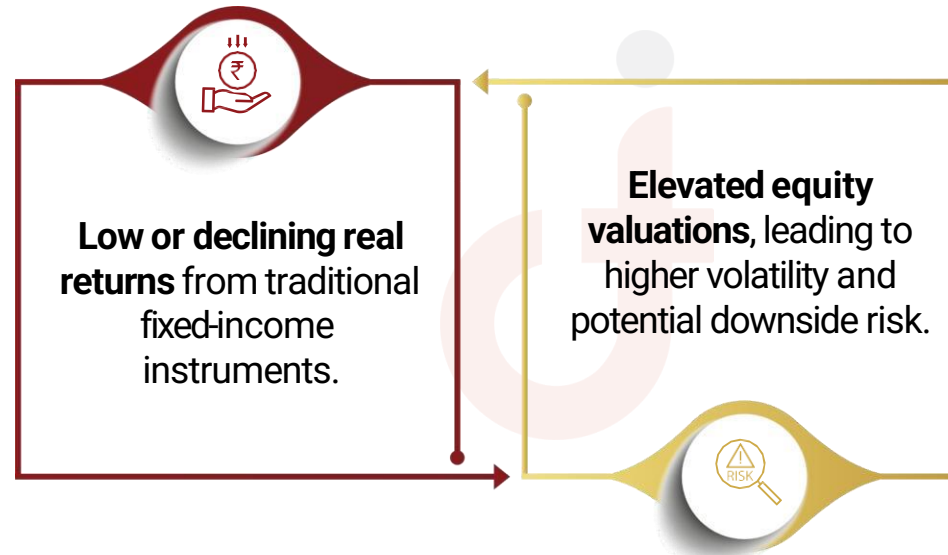 ₹
Low or declining real
returns from traditional
fixed-income
instruments.
Elevated equity
valuations, leading to
higher volatility and
potential downside risk.
RISK